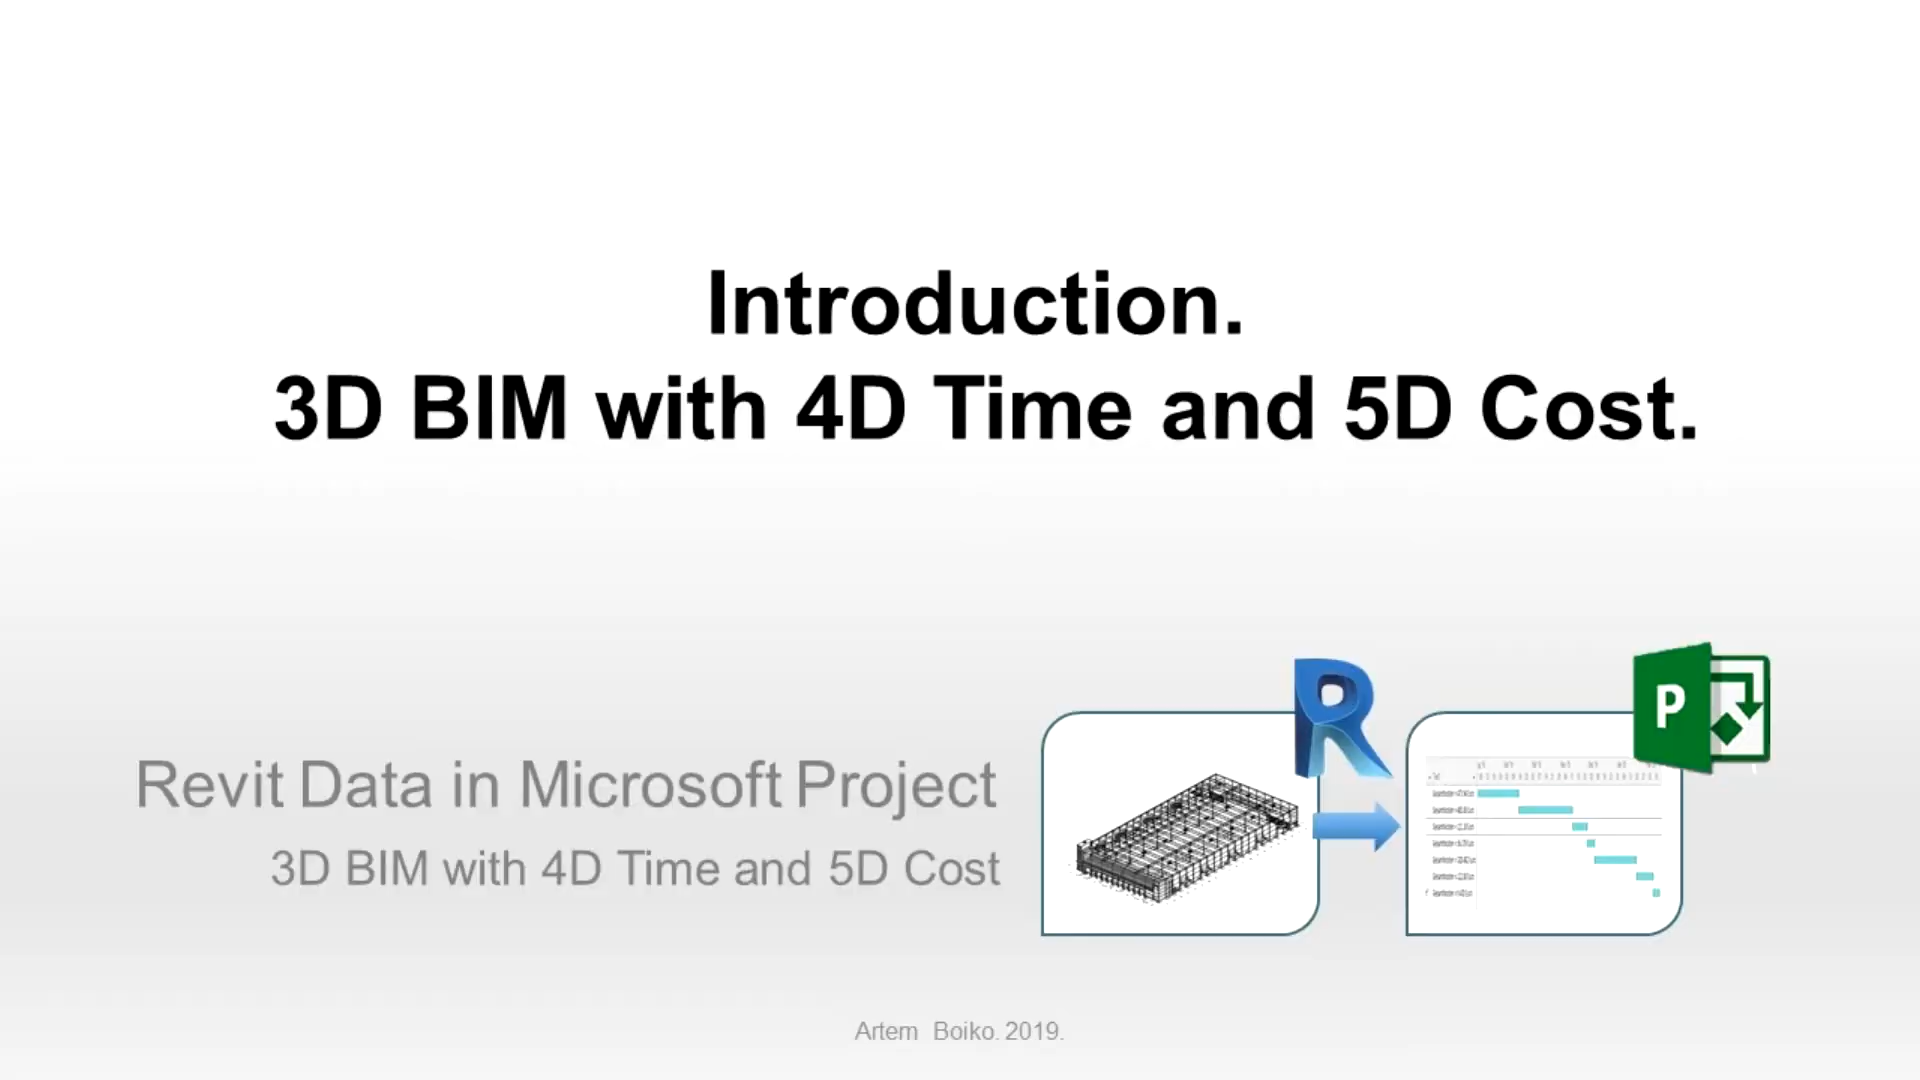 Introduction.
3D BIM with 4D Time and 5D Cost.
Revit Data in Microsoft Project
3D BIM with 4D Time and 5D Cost
R
P
Artem Boiko. 2019.